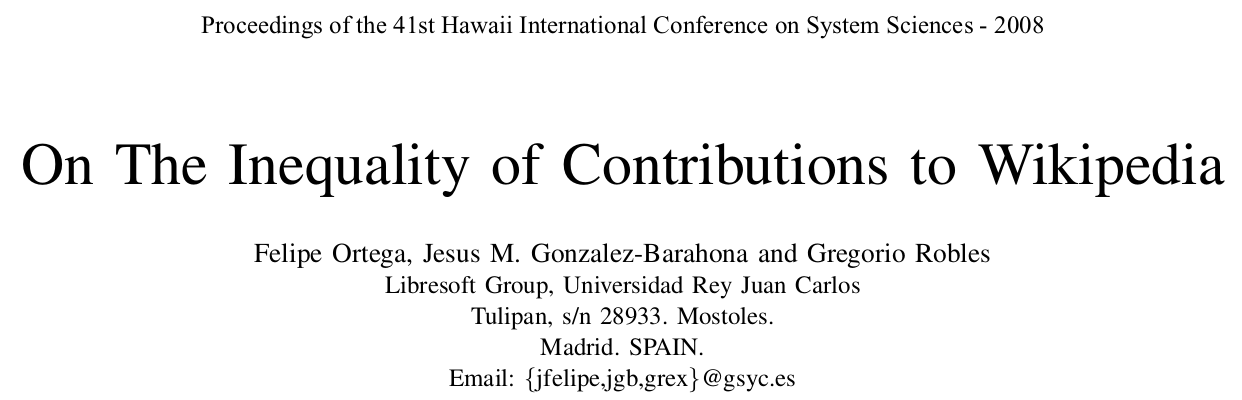 Proceedings of the 41st Hawaii International Conference on System Sciences - 2008
On The Inequality of Contributions to Wikipedia
Felipe Ortega, Jesus M. Gonzalez-Barahona and Gregorio Robles
Libresoft Group, Universidad Rey Juan Carlos
Tulipan, s/n 28933. Mostoles.
Madrid. SPAIN.
Email: {jfelipe,jgb,grex}@gsyc.es